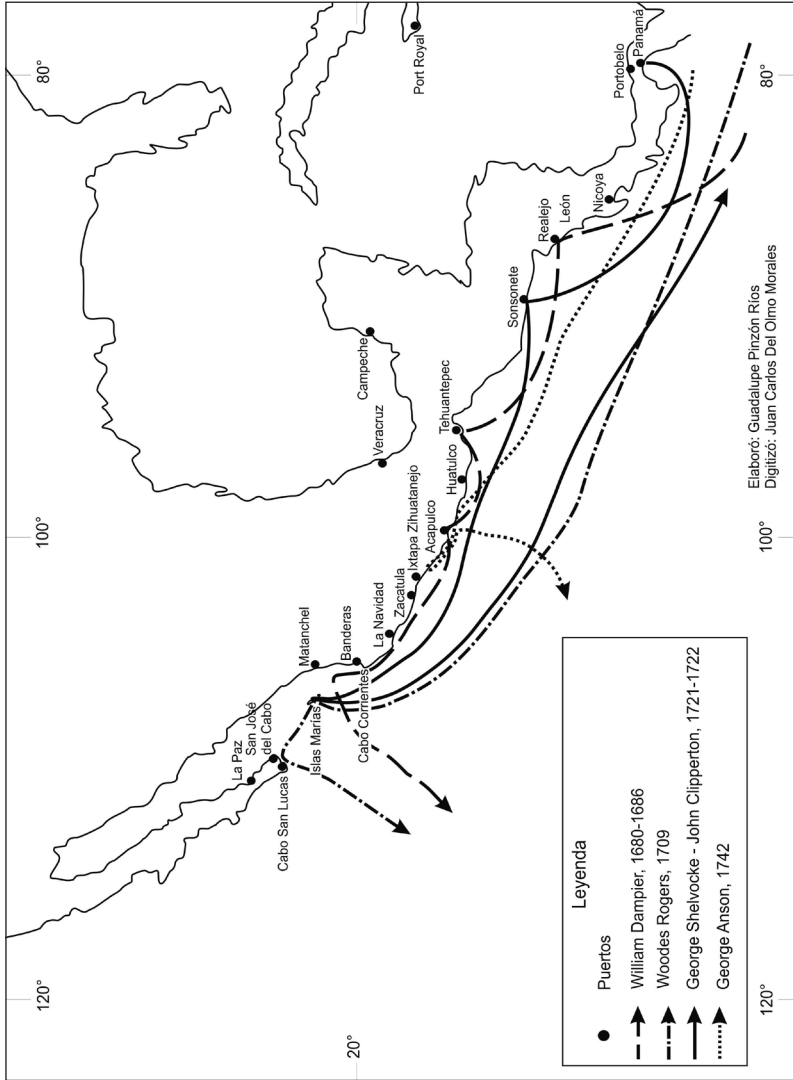 120°
100°
80°
20°
La Paz
San José
del Cabo
Cabo San Lucas
Islas Marías
Matanchel
Banderas
Cabo Corrientes
La Navidad
Zacatula
Ixtapa Zihuatanejo
Acapulco
Huatulco
Tehuantepec
Veracruz
Campeche
Sonsonete
Realejo
León
Nicoya
Portobelo
Panamá
Port Royal
Leyenda
Puertos
William Dampier, 1680-1686
Woodes Rogers, 1709
George Shelvocke - John Clipperton, 1721-1722
George Anson, 1742
Elaboró: Guadalupe Pinzón Ríos
Digitizó: Juan Carlos Del Olmo Morales
120°
100°
80°